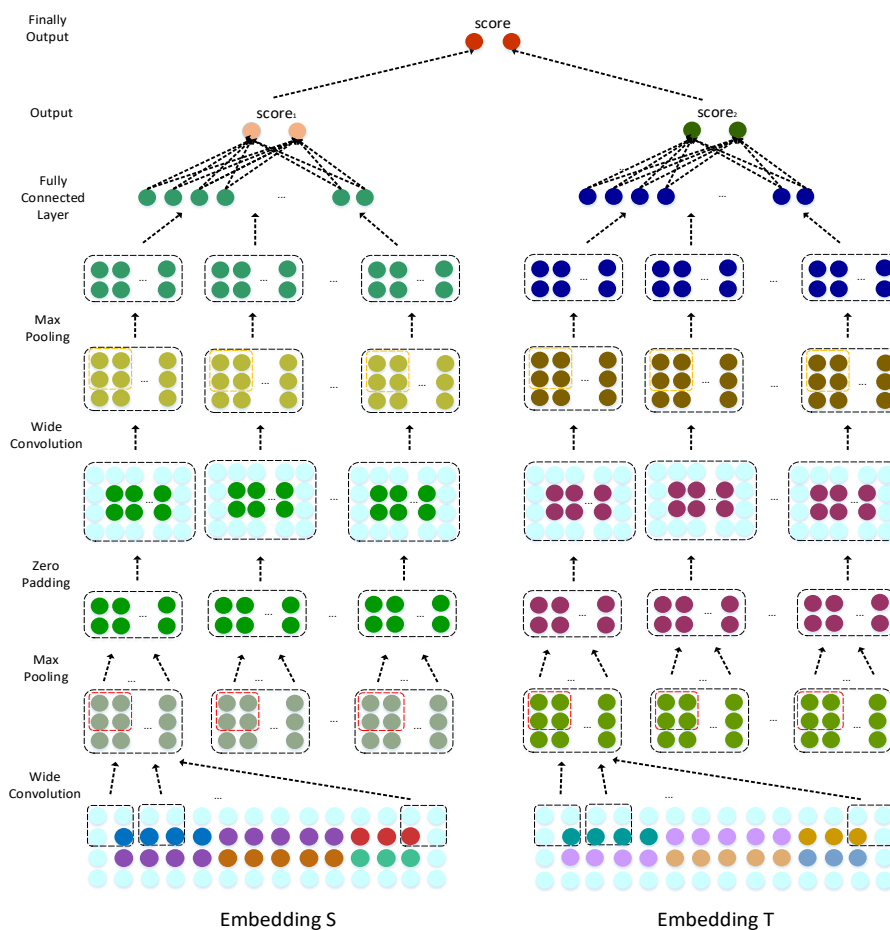 Finally
Output
score
Output
score₁
score₂
Fully
Connected
Layer
...
...
...
...
...
...
...
...
...
...
Max
Pooling
...
...
...
...
...
...
...
...
Wide
Convolution
...
...
...
...
...
...
...
...
Zero
Padding
...
...
...
...
...
...
...
...
Max
Pooling
...
...
...
...
...
...
...
...
...
...
...
...
Wide
Convolution
...
...
Embedding S
Embedding T